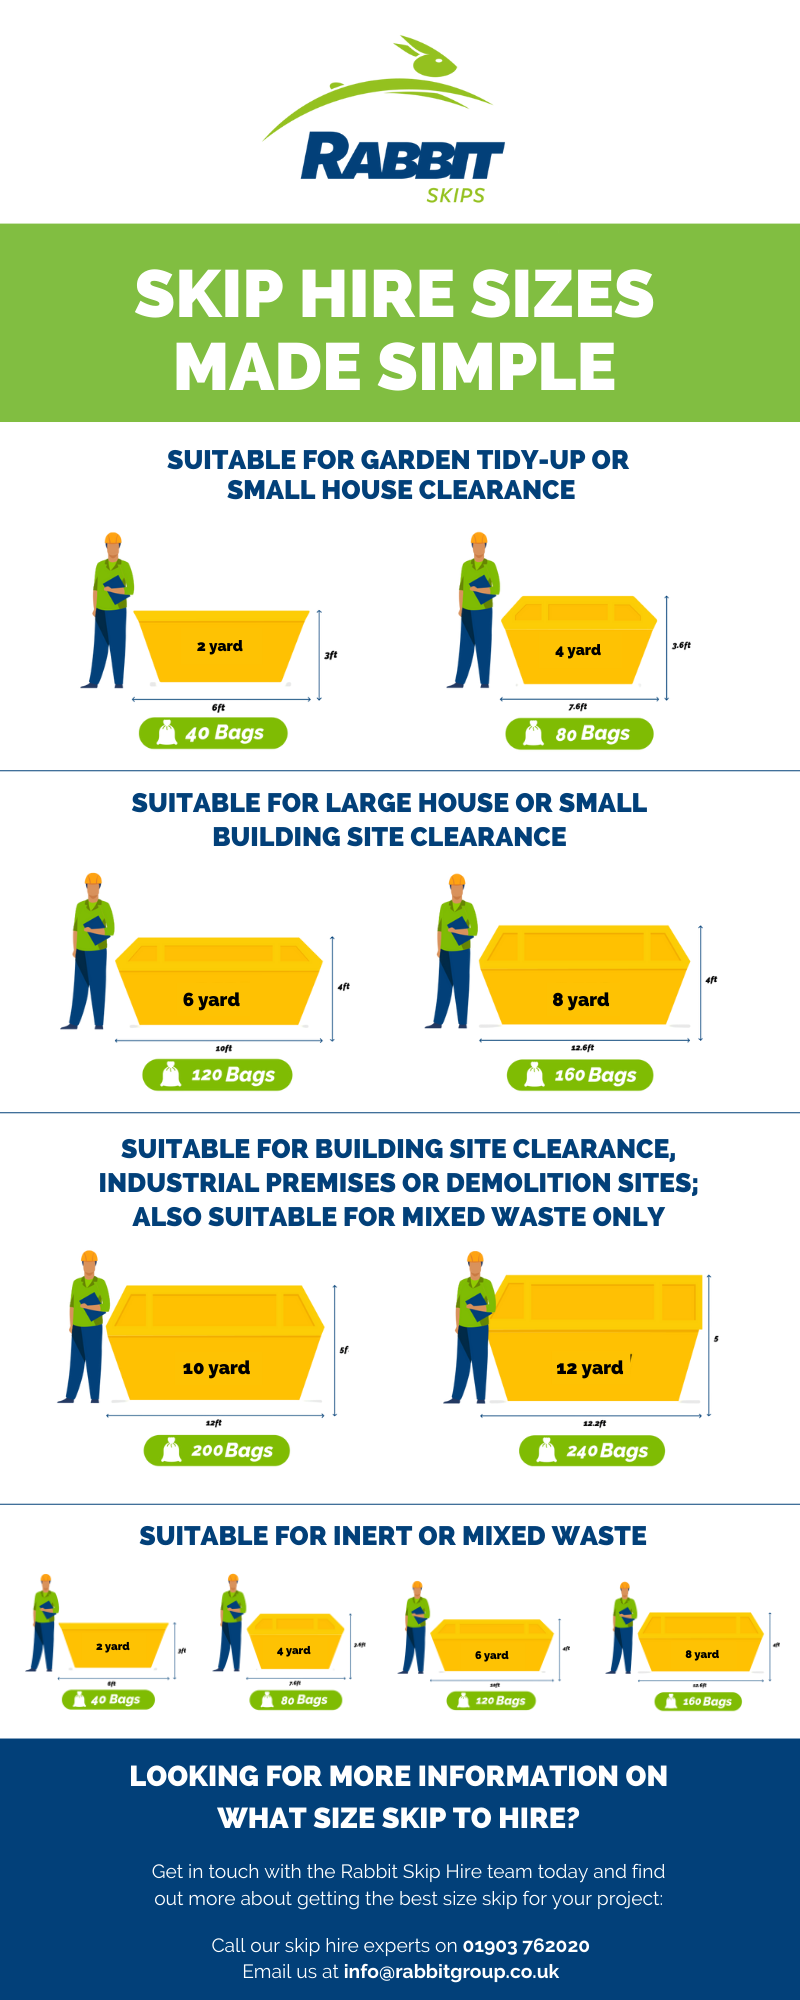 RABBIT
SKIPS
SKIP HIRE SIZES
MADE SIMPLE
SUITABLE FOR GARDEN TIDY-UP OR
SMALL HOUSE CLEARANCE
2 yard
3ft
6ft
40 Bags
4 yard
3.6ft
7.6ft
80 Bags
SUITABLE FOR LARGE HOUSE OR SMALL
BUILDING SITE CLEARANCE
6 yard
4ft
10ft
120 Bags
8 yard
4ft
12.6ft
160 Bags
SUITABLE FOR BUILDING SITE CLEARANCE,
INDUSTRIAL PREMISES OR DEMOLITION SITES;
ALSO SUITABLE FOR MIXED WASTE ONLY
10 yard
5f
12ft
200 Bags
12 yard
5
12.2ft
240 Bags
SUITABLE FOR INERT OR MIXED WASTE
2 yard
3ft
6ft
40 Bags
4 yard
3.6ft
7.6ft
80 Bags
6 yard
4ft
10ft
120 Bags
8 yard
4ft
12.6ft
160 Bags
LOOKING FOR MORE INFORMATION ON
WHAT SIZE SKIP TO HIRE?
Get in touch with the Rabbit Skip Hire team today and find
out more about getting the best size skip for your project:
Call our skip hire experts on 01903 762020
Email us at info@rabbitgroup.co.uk